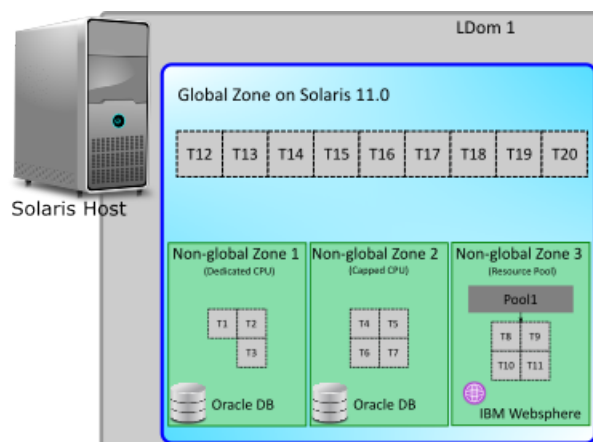 LDom 1
Global Zone on Solaris 11.0
T12 T13 T14 T15 T16 T17 T18 T19 T20
Solaris Host
Non-global Zone 1
(Dedicated CPU)
T1 T2
T3
Oracle DB
Non-global Zone 2
(Capped CPU)
T4 T5
T6 T7
Oracle DB
Non-global Zone 3
(Resource Pool)
Pool1
T8 T9
T10 T11
IBM Websphere